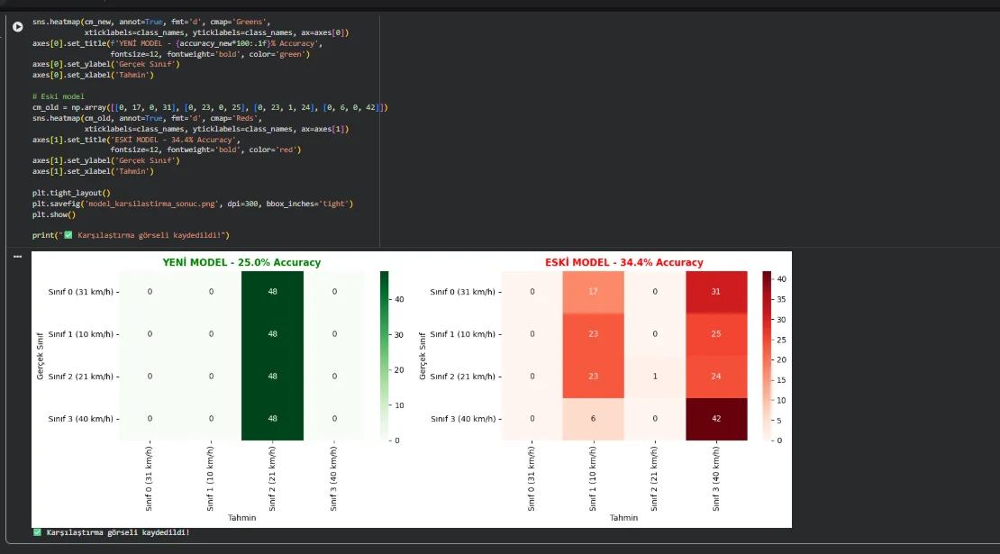 sns.heatmap(cm_new, annot=True, fmt='d', cmap='Greens',
            xticklabels=class_names, yticklabels=class_names, ax=axes[0])
axes[0].set_title(f'YENİ MODEL - {accuracy_new*100:.1f}% Accuracy',
                  fontsize=12, fontweight='bold', color='green')
axes[0].set_ylabel('Gerçek Sınıf')
axes[0].set_xlabel('Tahmin')
# Eski model
cm_old = np.array([[0, 17, 0, 31], [0, 23, 0, 25], [0, 23, 1, 24], [0, 6, 0, 42]])
sns.heatmap(cm_old, annot=True, fmt='d', cmap='Reds',
            xticklabels=class_names, yticklabels=class_names, ax=axes[1])
axes[1].set_title('ESKİ MODEL - 34.4% Accuracy',
                  fontsize=12, fontweight='bold', color='red')
axes[1].set_ylabel('Gerçek Sınıf')
axes[1].set_xlabel('Tahmin')
plt.tight_layout()
plt.savefig('model_karsilastirma_sonuc.png', dpi=300, bbox_inches='tight')
plt.show()
print("✅ Karşılaştırma görseli kaydedildi!")
YENİ MODEL - 25.0% Accuracy
Gerçek Sınıf
Sınıf 0 (31 km/h) 0 0 48 0
Sınıf 1 (10 km/h) 0 0 48 0
Sınıf 2 (21 km/h) 0 0 48 0
Sınıf 3 (40 km/h) 0 0 48 0
Sınıf 0 (31 km/h)
Sınıf 1 (10 km/h)
Sınıf 2 (21 km/h)
Sınıf 3 (40 km/h)
Tahmin
40
30
20
10
0
ESKİ MODEL - 34.4% Accuracy
Gerçek Sınıf
Sınıf 0 (31 km/h) 0 17 0 31
Sınıf 1 (10 km/h) 0 23 0 25
Sınıf 2 (21 km/h) 0 23 1 24
Sınıf 3 (40 km/h) 0 6 0 42
Sınıf 0 (31 km/h)
Sınıf 1 (10 km/h)
Sınıf 2 (21 km/h)
Sınıf 3 (40 km/h)
Tahmin
40
35
30
25
20
15
10
5
0
✅ Karşılaştırma görseli kaydedildi!